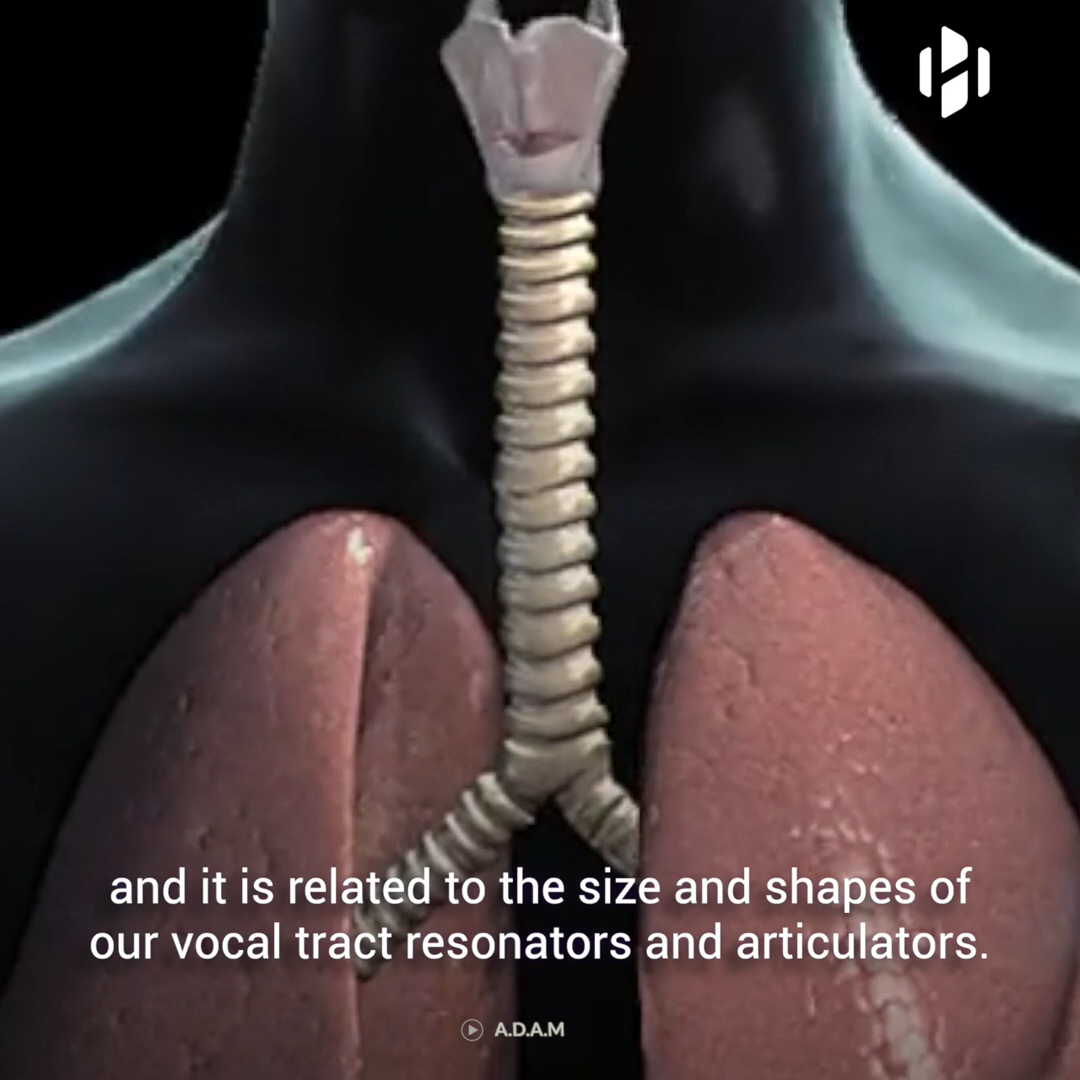 and it is related to the size and shapes of
our vocal tract resonators and articulators.
A.D.A.M